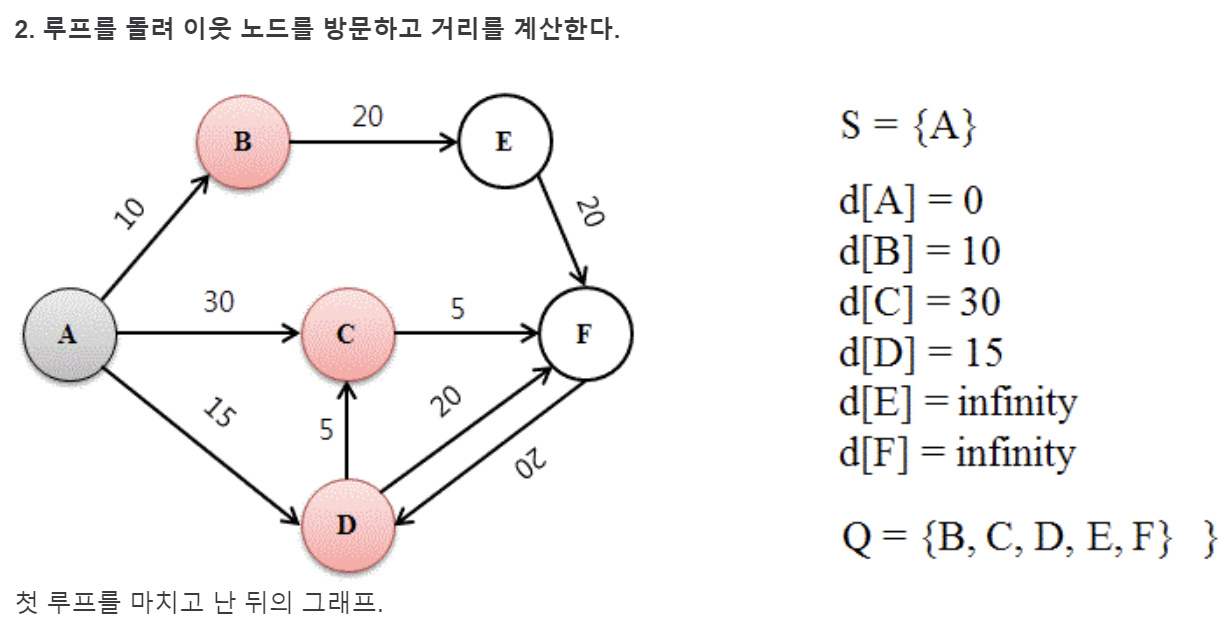 2. 루프를 돌려 이웃 노드를 방문하고 거리를 계산한다.
B
20
E
10
20
A
30
C
5
F
15
5
20
20
D
S = {A}
d[A] = 0
d[B] = 10
d[C] = 30
d[D] = 15
d[E] = infinity
d[F] = infinity
Q = {B, C, D, E, F} }
첫 루프를 마치고 난 뒤의 그래프.